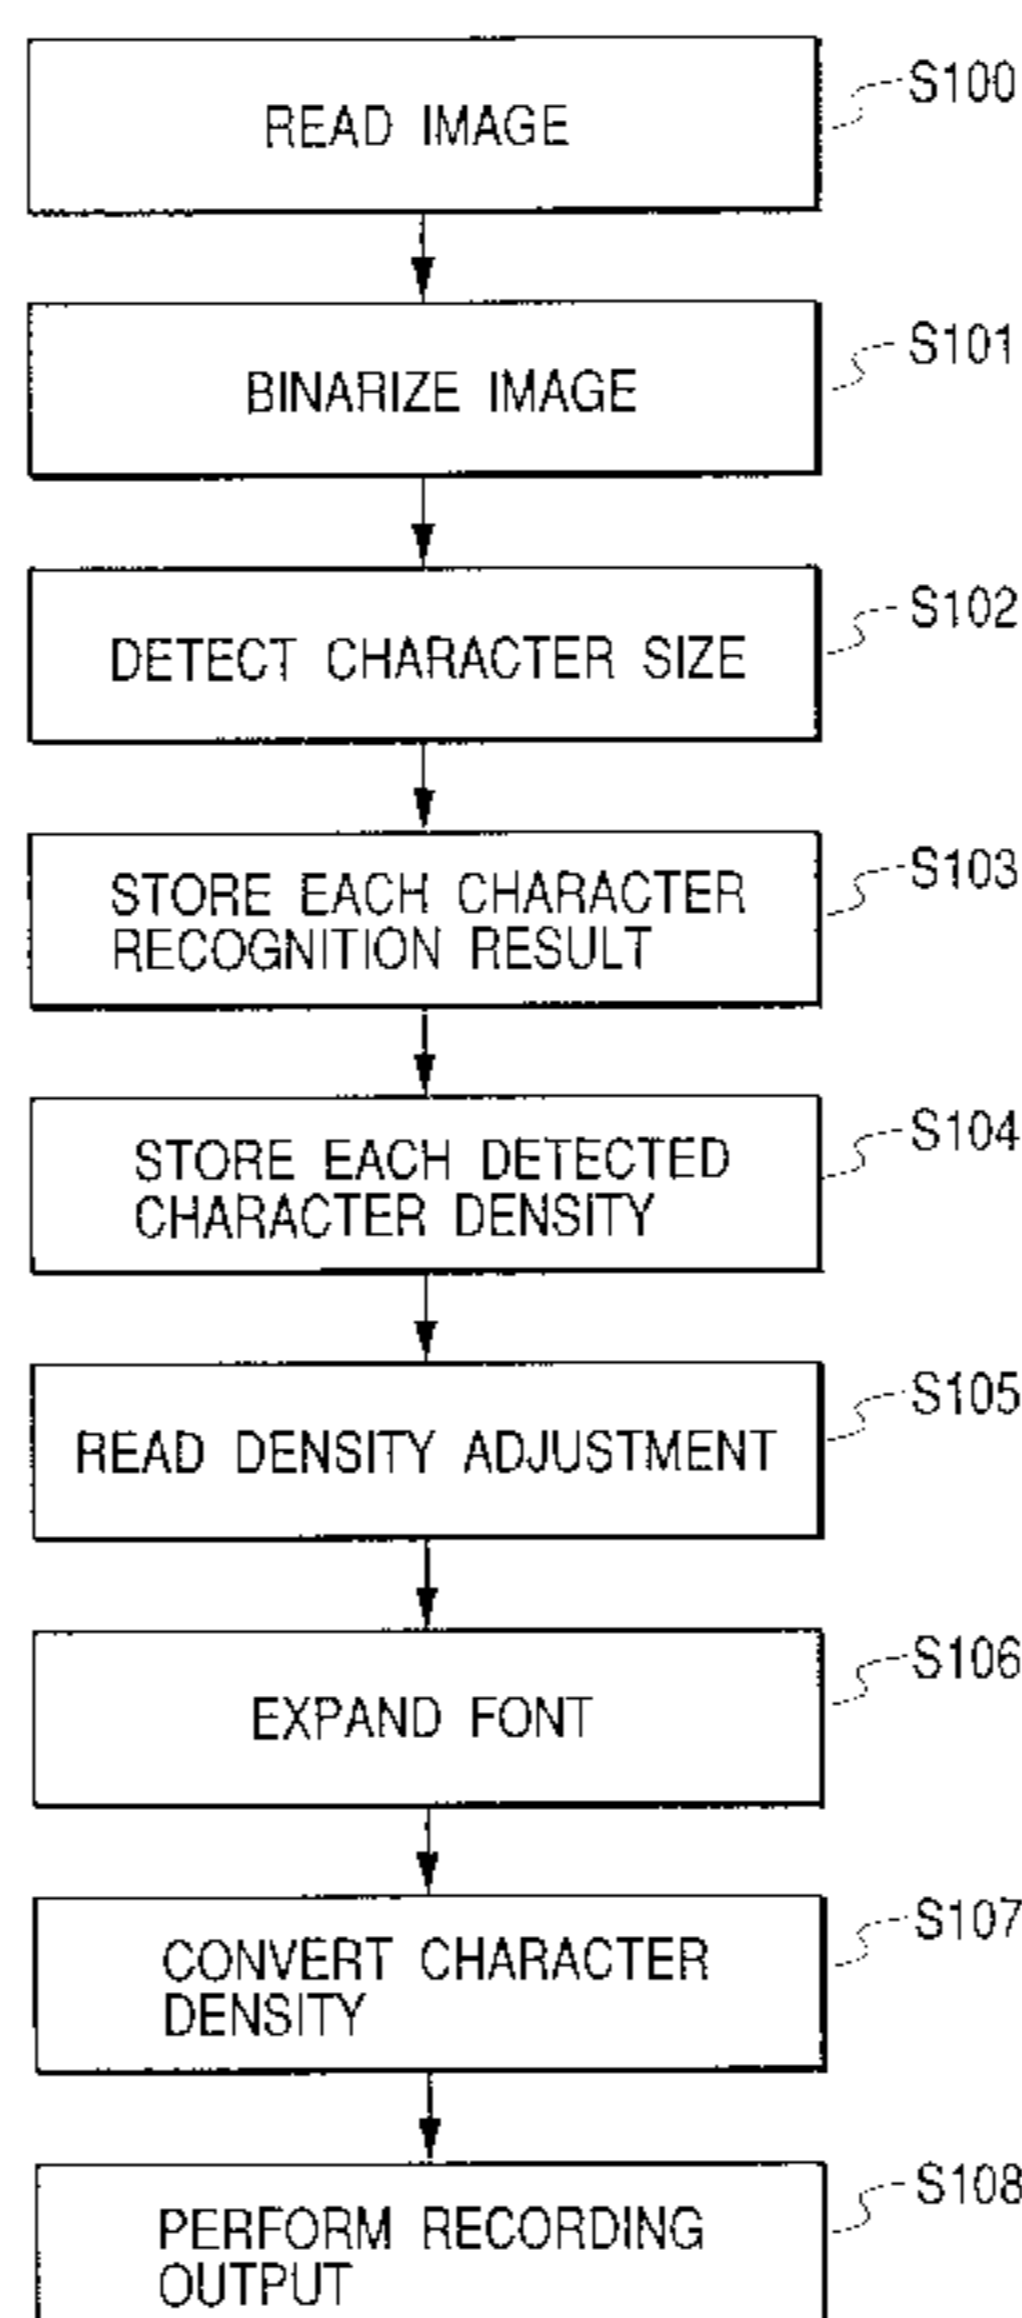 READ IMAGE
S100
BINARIZE IMAGE
S101
DETECT CHARACTER SIZE
S102
STORE EACH CHARACTER
RECOGNITION RESULT
S103
STORE EACH DETECTED
CHARACTER DENSITY
S104
READ DENSITY ADJUSTMENT
S105
EXPAND FONT
S106
CONVERT CHARACTER
DENSITY
S107
PERFORM RECORDING
OUTPUT
S108